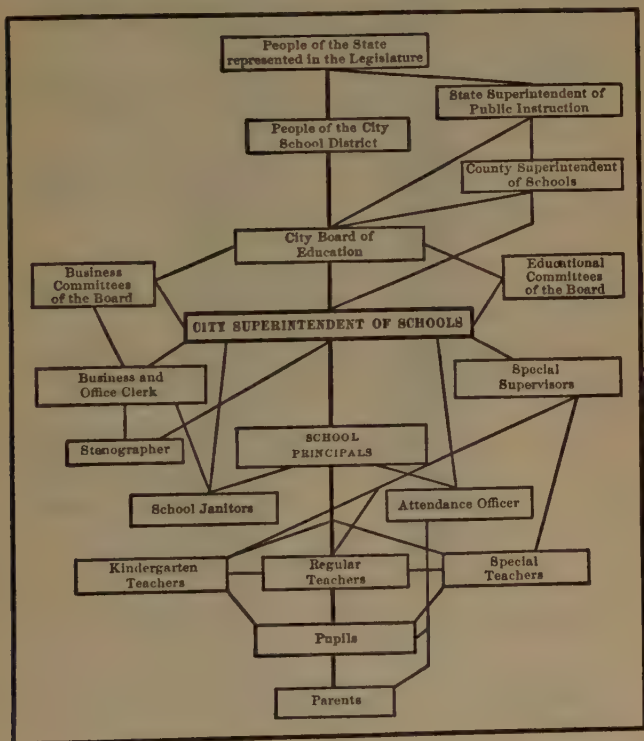 People of the State
represented in the Legislature
State Superintendent of
Public Instruction
People of the City
School District
County Superintendent
of Schools
City Board of
Education
Business
Committees
of the Board
Educational
Committees
of the Board
CITY SUPERINTENDENT OF SCHOOLS
Business and
Office Clerk
Special
Supervisors
Stenographer
SCHOOL
PRINCIPALS
School Janitors
Attendance Officer
Kindergarten
Teachers
Regular
Teachers
Special
Teachers
Pupils
Parents